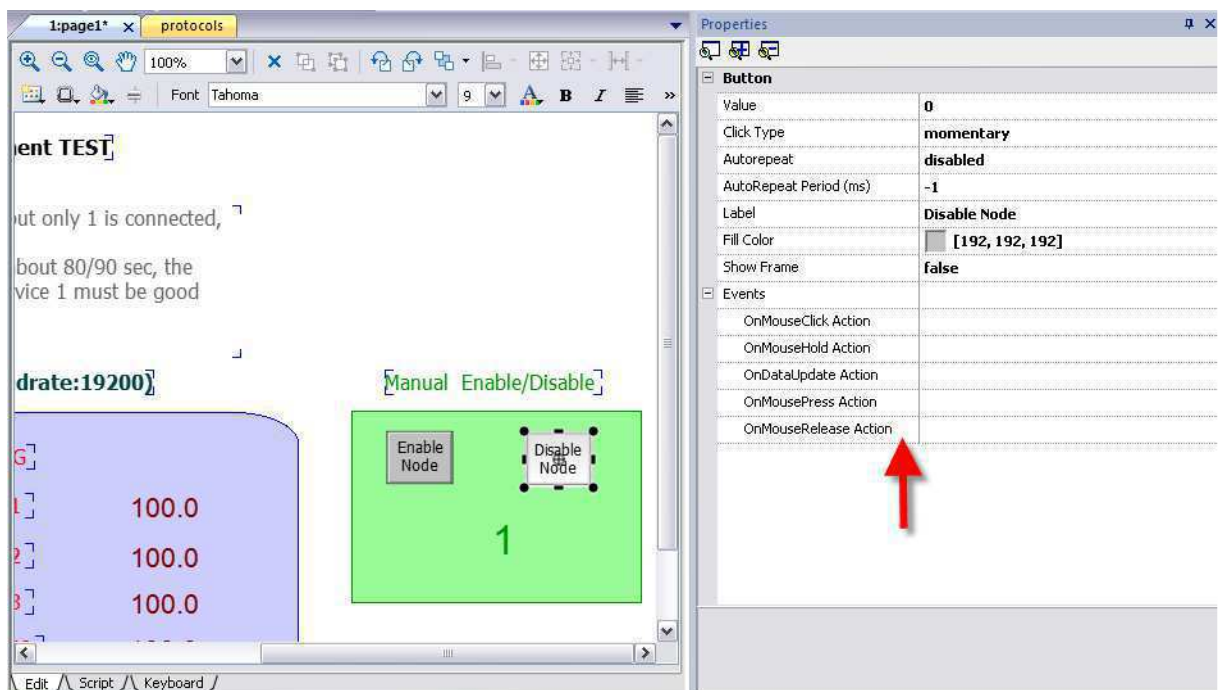 1:page1* x protocols
100%
Font Tahoma 9 A B I »
ent TEST
ut only 1 is connected,
bout 80/90 sec, the
vice 1 must be good
drate:19200)
Manual Enable/Disable
Enable
Node
Disable
Node
1
G
1 100.0
2 100.0
3 100.0
Edit Script Keyboard
Properties
Button
Value 0
Click Type momentary
Autorepeat disabled
AutoRepeat Period (ms) -1
Label Disable Node
Fill Color [192, 192, 192]
Show Frame false
Events
OnMouseClick Action
OnMouseHold Action
OnDataUpdate Action
OnMousePress Action
OnMouseRelease Action